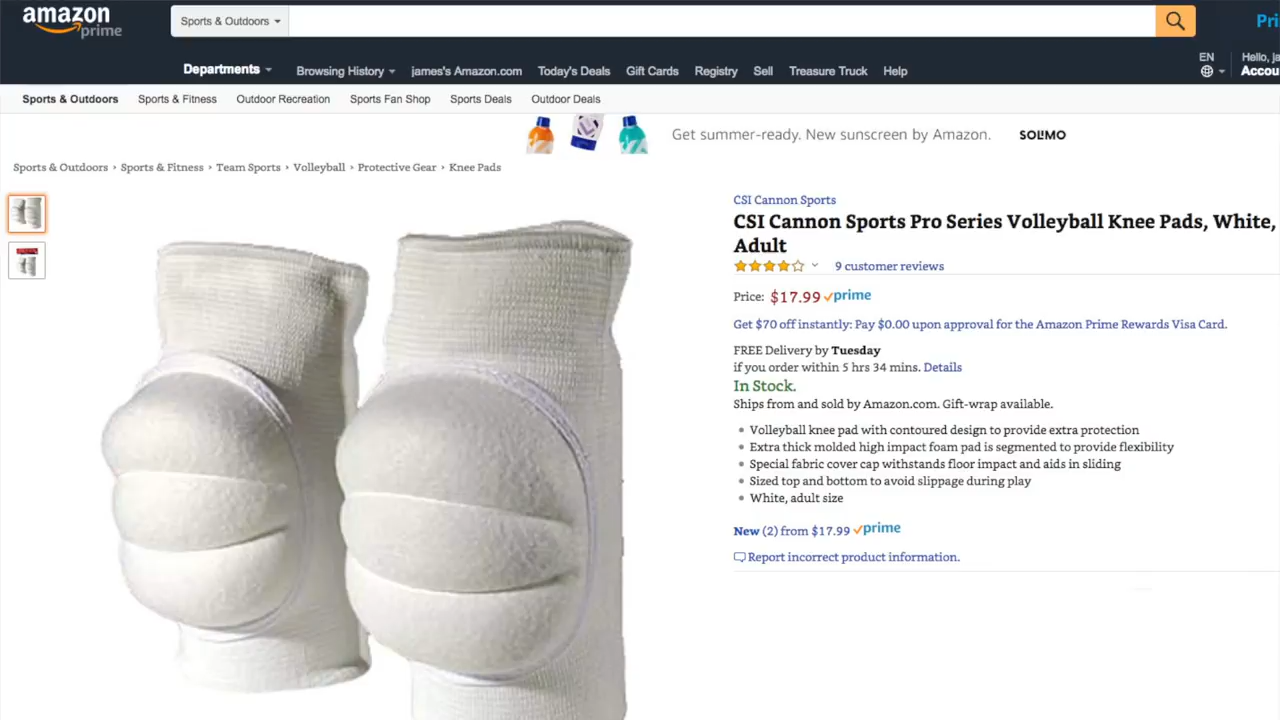 amazon
prime
Sports & Outdoors
Pri
Departments
Browsing History
james's Amazon.com
Today's Deals
Gift Cards
Registry
Sell
Treasure Truck
Help
EN
Hello, ja
Accou
Sports & Outdoors
Sports & Fitness
Outdoor Recreation
Sports Fan Shop
Sports Deals
Outdoor Deals
Get summer-ready. New sunscreen by Amazon.
SOLIMO
Sports & Outdoors › Sports & Fitness › Team Sports › Volleyball › Protective Gear › Knee Pads
CSI Cannon Sports
CSI Cannon Sports Pro Series Volleyball Knee Pads, White,
Adult
9 customer reviews
Price: $17.99 prime
Get $70 off instantly: Pay $0.00 upon approval for the Amazon Prime Rewards Visa Card.
FREE Delivery by Tuesday
if you order within 5 hrs 34 mins. Details
In Stock.
Ships from and sold by Amazon.com. Gift-wrap available.
• Volleyball knee pad with contoured design to provide extra protection
• Extra thick molded high impact foam pad is segmented to provide flexibility
• Special fabric cover cap withstands floor impact and aids in sliding
• Sized top and bottom to avoid slippage during play
• White, adult size
New (2) from $17.99 prime
Report incorrect product information.